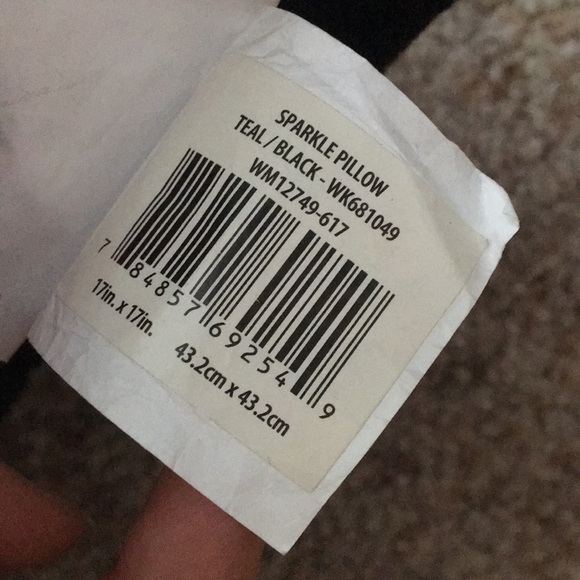 SPARKLE PILLOW
TEAL / BLACK - WK681049
WM12749-617
7 84857 69254 9
17in. x 17in.
43.2cm x 43.2cm